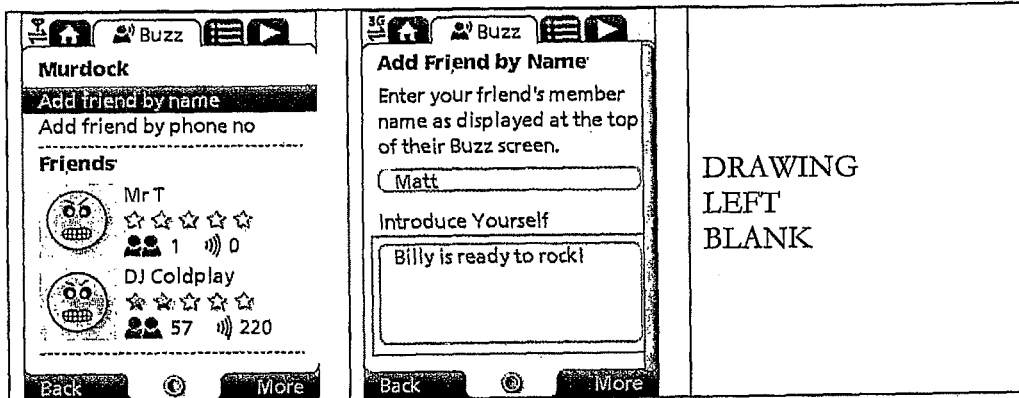 Buzz
Murdock
Add friend by name
Add friend by phone no
Friends
Mr T
1 0
DJ Coldplay
57 220
Back More
3G
Buzz
Add Friend by Name
Enter your friend's member
name as displayed at the top
of their Buzz screen.
Matt
Introduce Yourself
Billy is ready to rock!
Back More
DRAWING
LEFT
BLANK